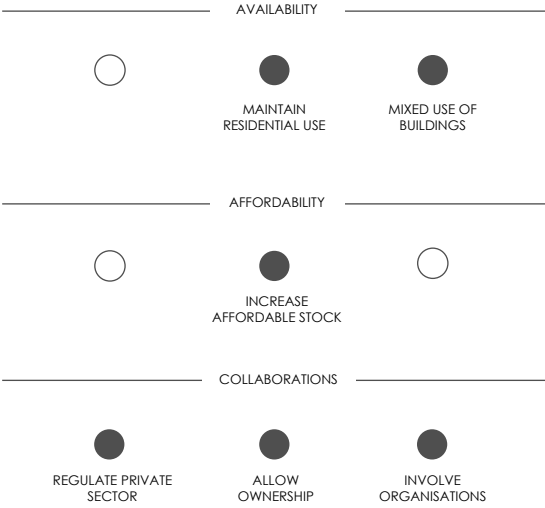 AVAILABILITY
MAINTAIN
RESIDENTIAL USE
MIXED USE OF
BUILDINGS
AFFORDABILITY
INCREASE
AFFORDABLE STOCK
COLLABORATIONS
REGULATE PRIVATE
SECTOR
ALLOW
OWNERSHIP
INVOLVE
ORGANISATIONS